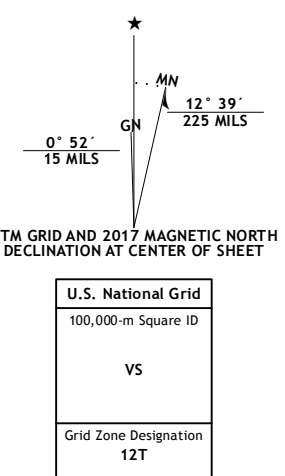 ★
MN
12° 39´
225 MILS
GN
0° 52´
15 MILS
TM GRID AND 2017 MAGNETIC NORTH
DECLINATION AT CENTER OF SHEET
U.S. National Grid
100,000-m Square ID
VS
Grid Zone Designation
12T